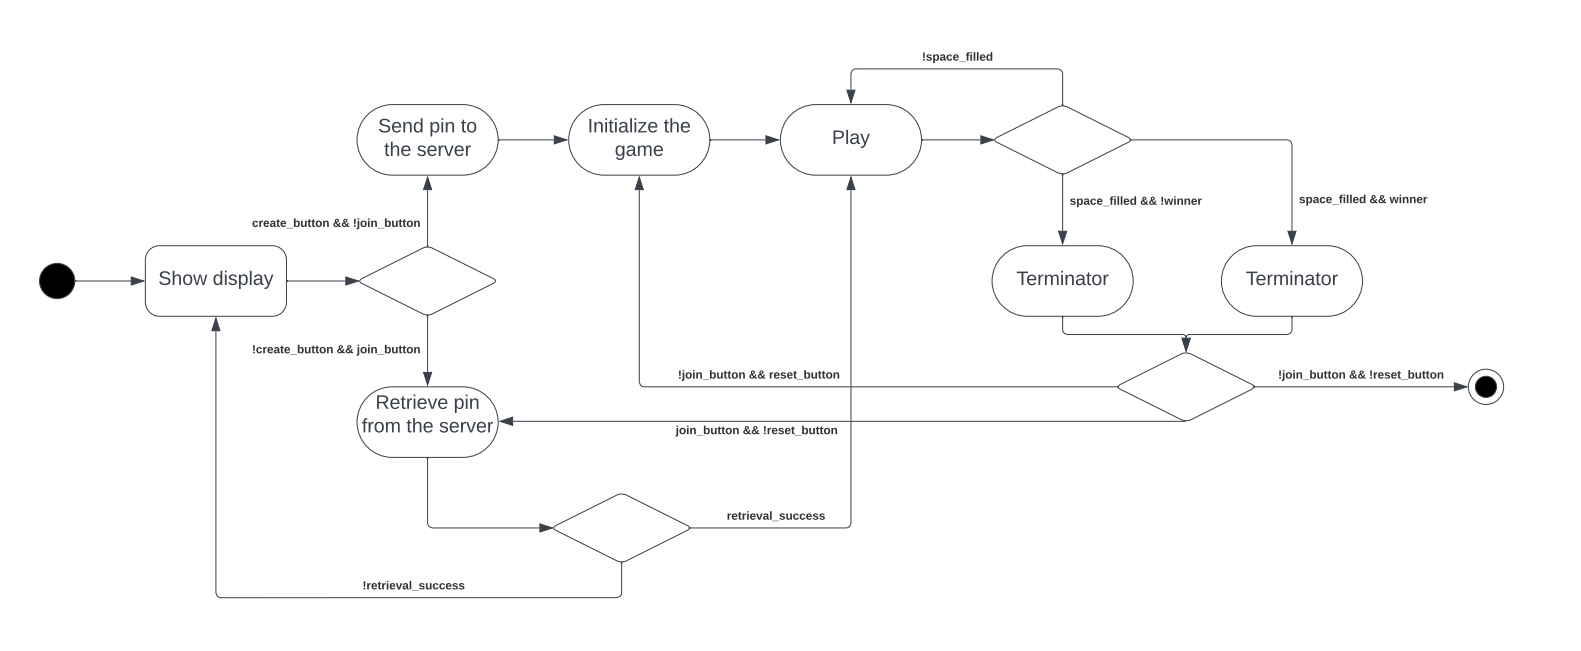 !space_filled
Send pin to
the server
Initialize the
game
Play
space_filled && !winner
space_filled && winner
create_button && !join_button
Show display
Terminator
Terminator
!create_button && join_button
!join_button && reset_button
!join_button && !reset_button
Retrieve pin
from the server
join_button && !reset_button
retrieval_success
!retrieval_success